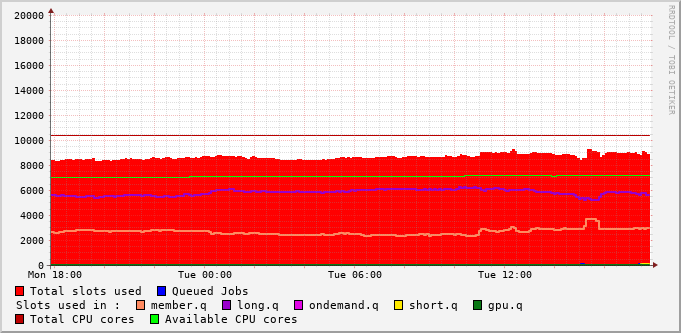 20000
18000
16000
14000
12000
10000
8000
6000
4000
2000
0
Mon 18:00 Tue 00:00 Tue 06:00 Tue 12:00
Total slots used Queued Jobs
Slots used in : member.q long.q ondemand.q short.q gpu.q
Total CPU cores Available CPU cores
RRDTOOL / TOBI OETIKER